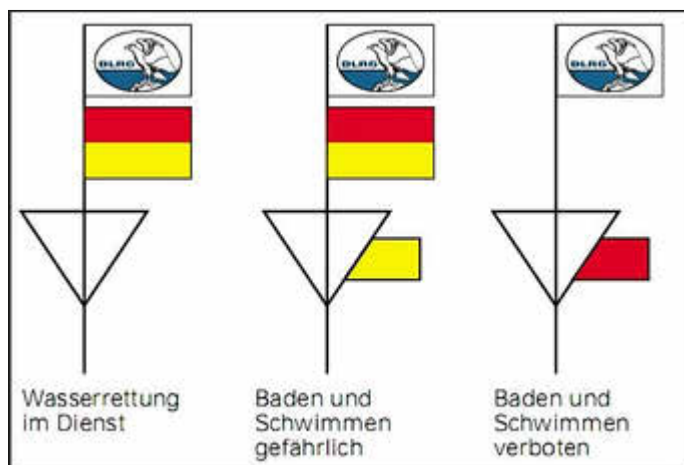 DLRG
DLRG
DLRG
Wasserrettung
im Dienst
Baden und
Schwimmen
gefährlich
Baden und
Schwimmen
verboten